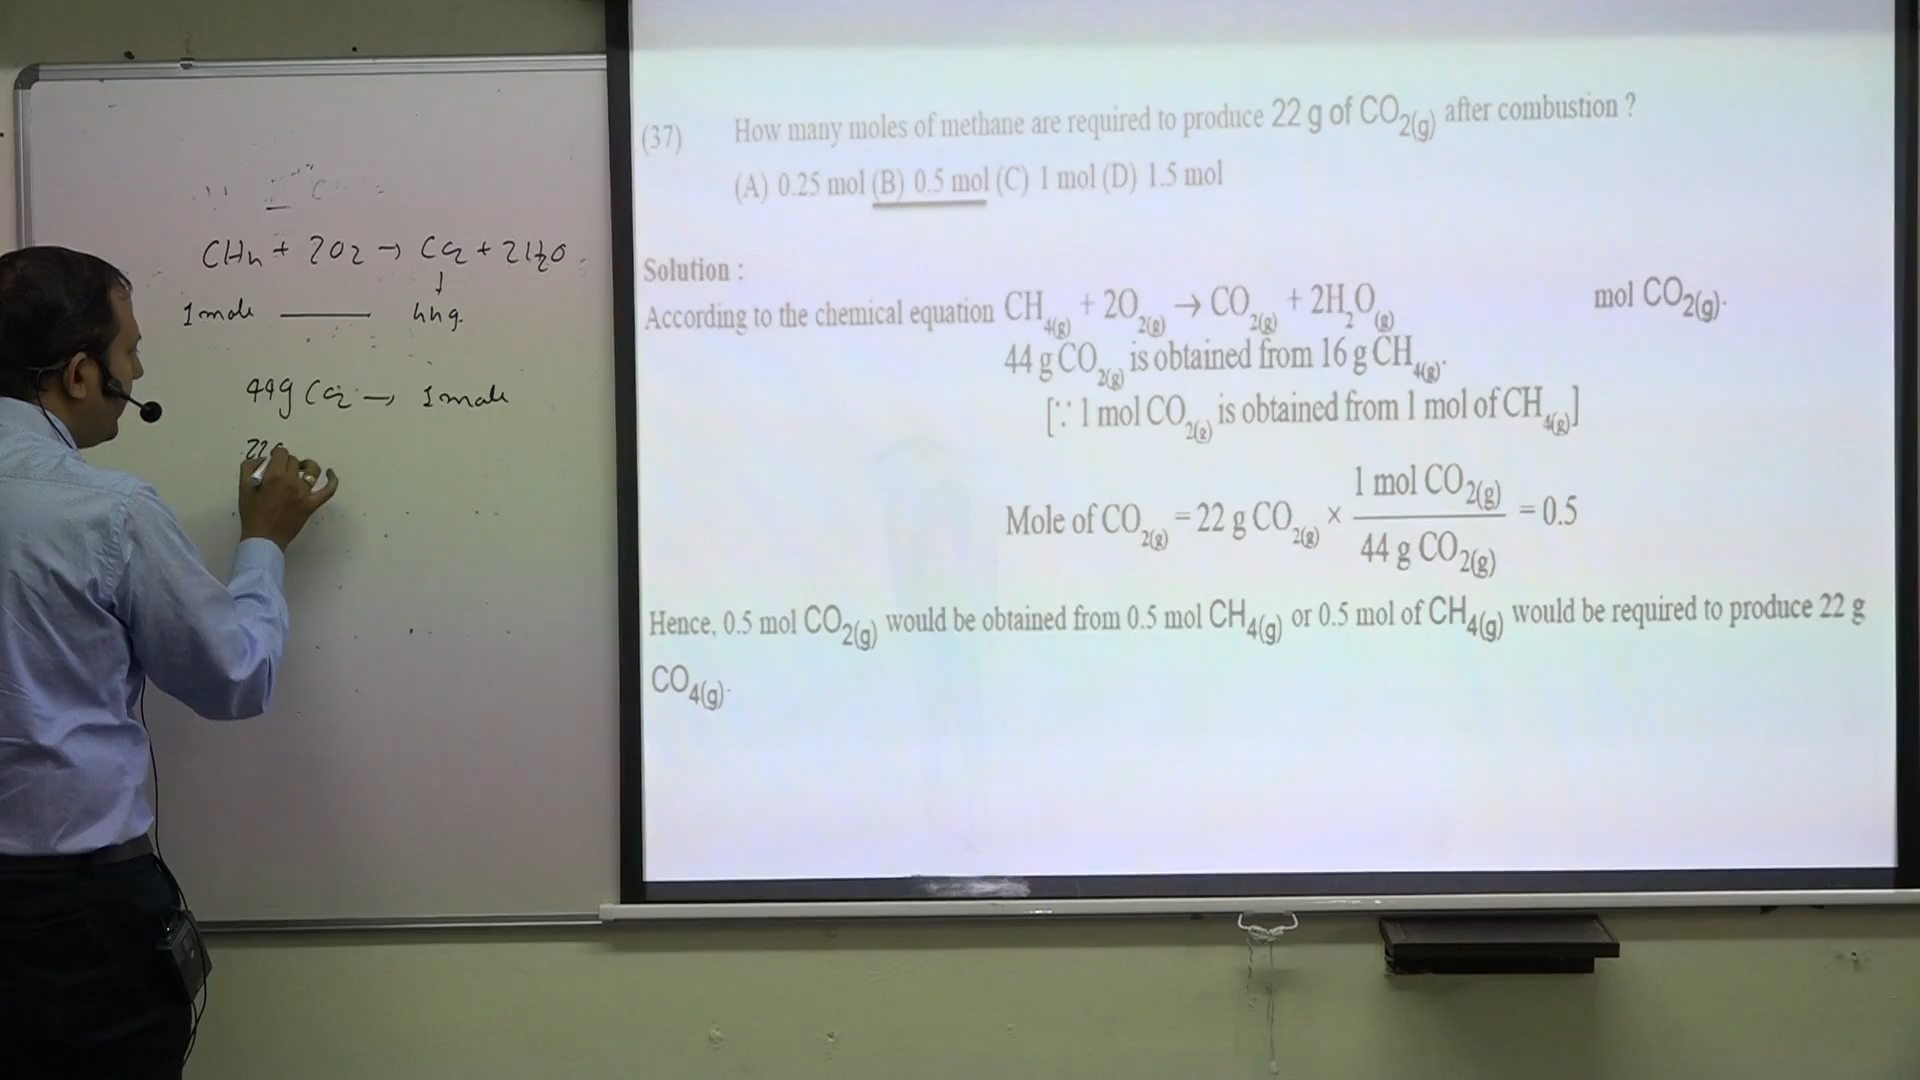 CH4 + 2O2 → CO2 + 2H2O
↓
1 mole ——— 44 g.
44g CO2 → 1 mole
22
(37) How many moles of methane are required to produce 22 g of CO2(g) after combustion ?
(A) 0.25 mol (B) 0.5 mol (C) 1 mol (D) 1.5 mol
Solution :
According to the chemical equation CH4(g) + 2O2(g) → CO2(g) + 2H2O(g) mol CO2(g).
44 g CO2(g) is obtained from 16 g CH4(g).
[∵ 1 mol CO2(g) is obtained from 1 mol of CH4(g)]
Mole of CO2(g) = 22 g CO2(g) × 1 mol CO2(g) / 44 g CO2(g) = 0.5
Hence, 0.5 mol CO2(g) would be obtained from 0.5 mol CH4(g) or 0.5 mol of CH4(g) would be required to produce 22 g
CO4(g).